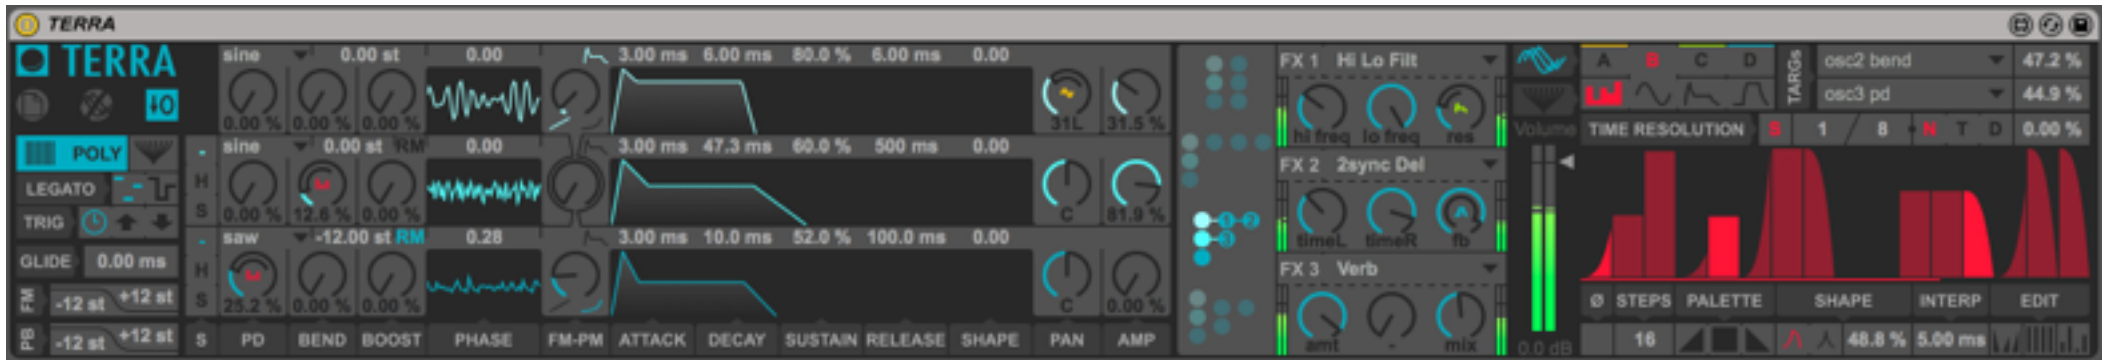 TERRA
TERRA
sine 0.00 st 0.00 3.00 ms 6.00 ms 80.0 % 6.00 ms 0.00
0.00 % 0.00 % 0.00 % 31L 31.5 %
POLY
sine 0.00 st RM 0.00 3.00 ms 47.3 ms 60.0 % 500 ms 0.00
LEGATO H
0.00 % 12.6 % 0.00 % C 81.9 %
TRIG S
saw -12.00 st RM 0.28 3.00 ms 10.0 ms 52.0 % 100.0 ms 0.00
GLIDE 0.00 ms H
25.2 % 0.00 % 0.00 % C 0.00 %
FM -12 st +12 st S
PB -12 st +12 st
S PD BEND BOOST PHASE FM-PM ATTACK DECAY SUSTAIN RELEASE SHAPE PAN AMP
1 2
3
FX 1 Hi Lo Filt
hi freq lo freq res
FX 2 2sync Del
timeL timeR fb
FX 3 Verb
amt - mix
Volume
0.0 dB
A B C D
TARGs
osc2 bend 47.2 %
osc3 pd 44.9 %
TIME RESOLUTION S 1 / 8 N T D 0.00 %
Ø STEPS PALETTE SHAPE INTERP EDIT
16 48.8 % 5.00 ms